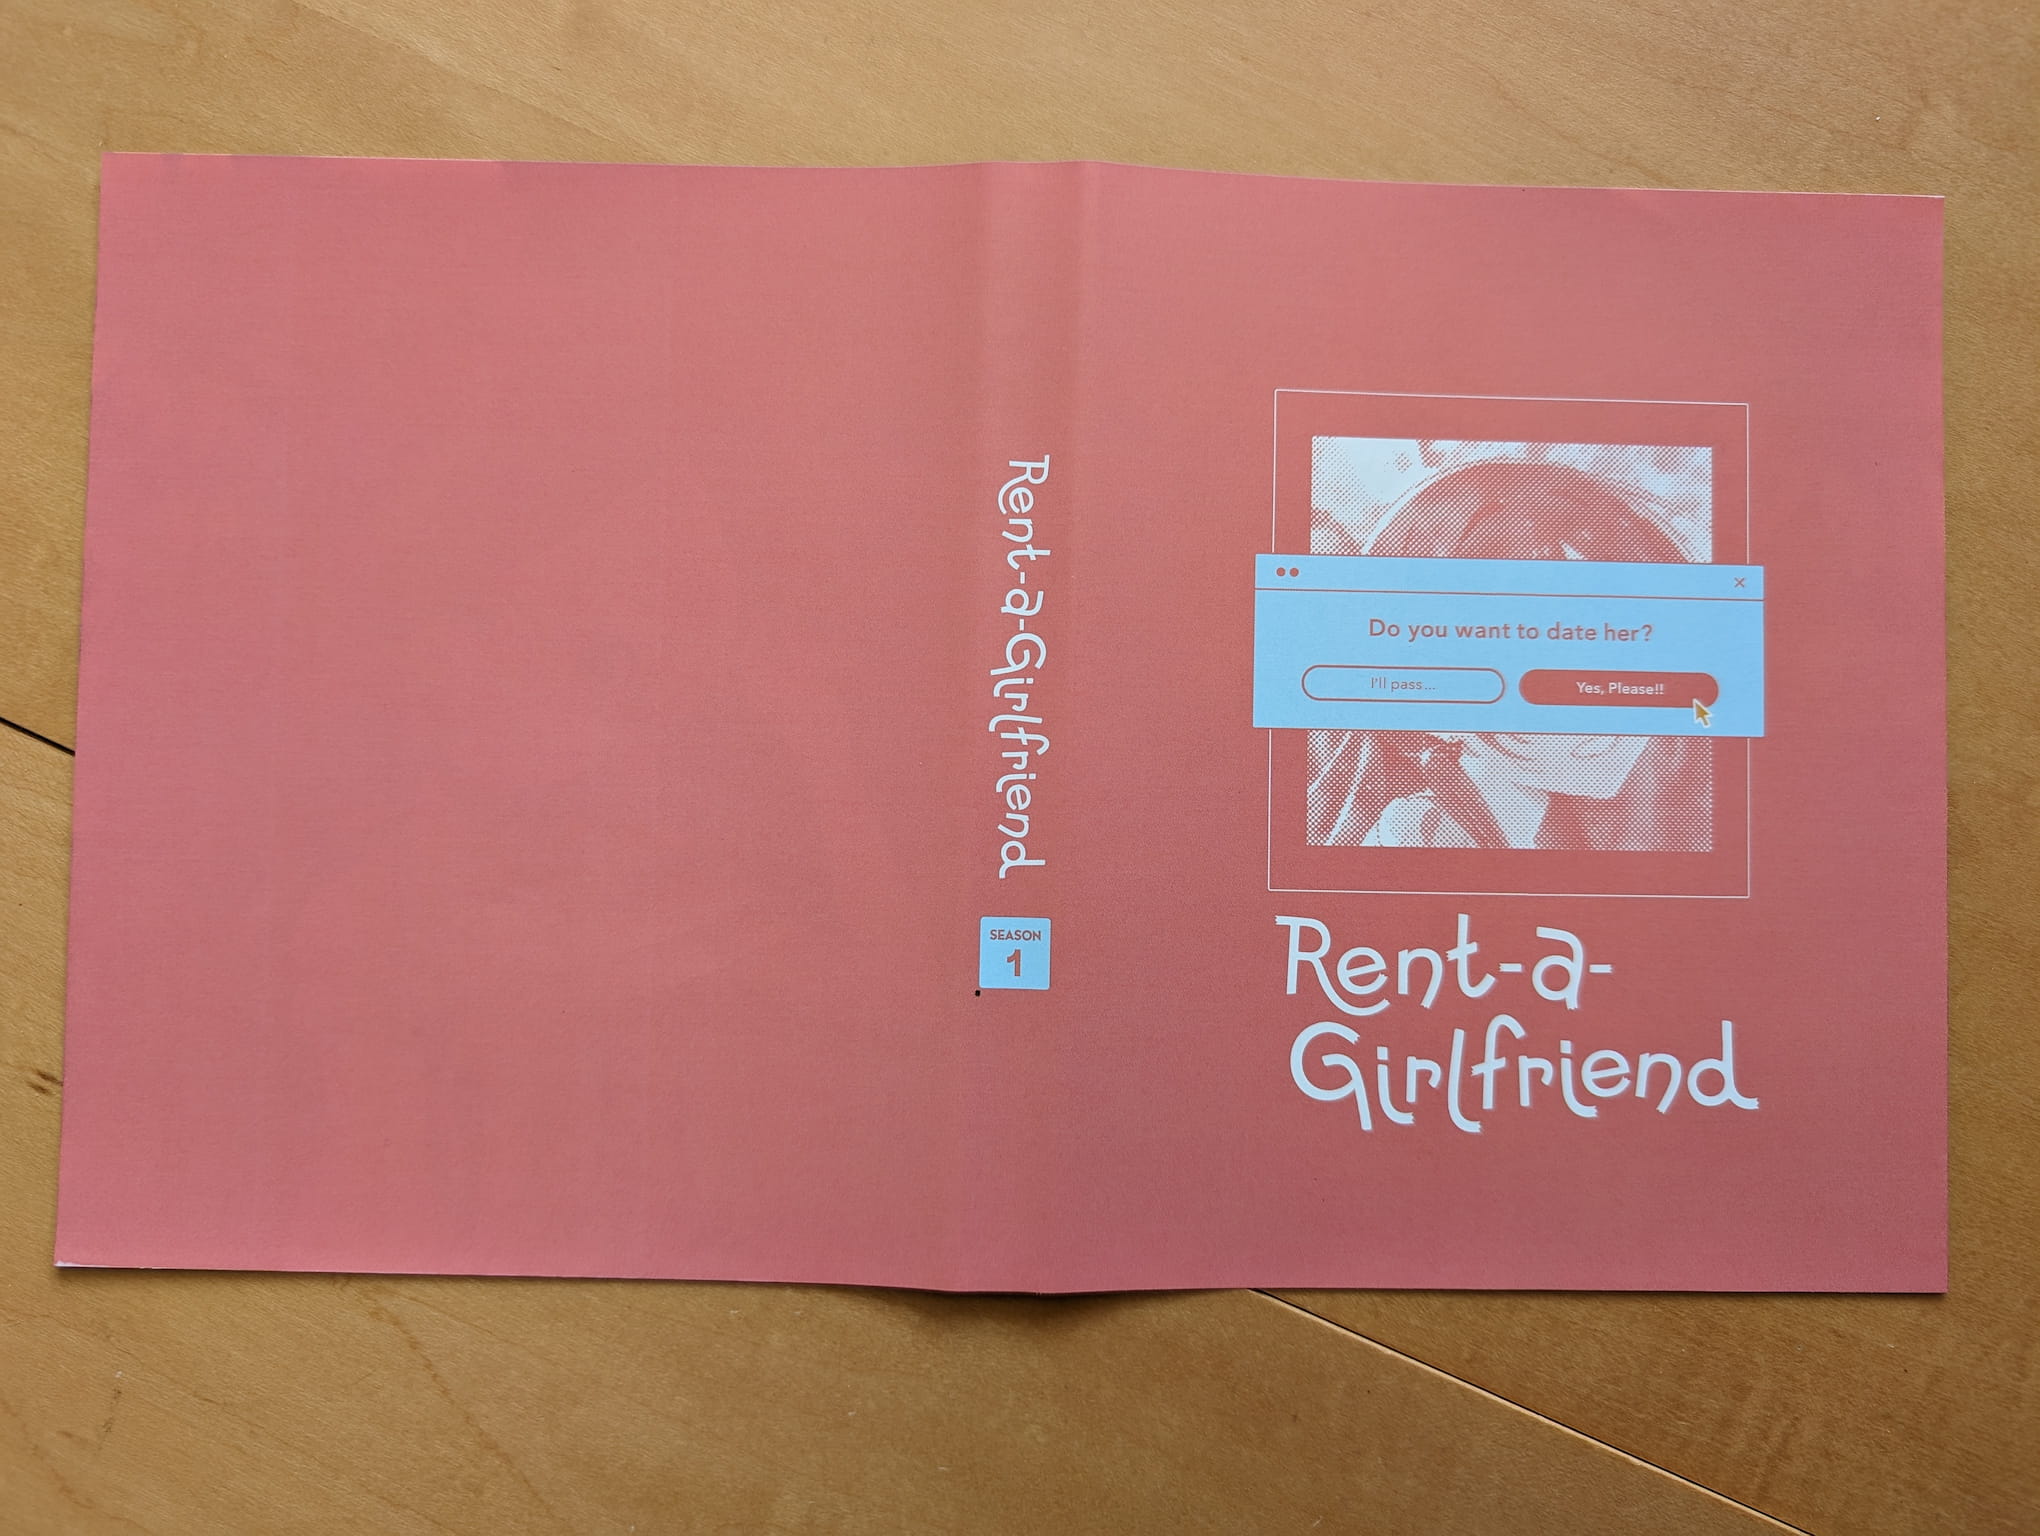 Rent-a-Girlfriend
SEASON
1
Do you want to date her?
I'll pass...
Yes, Please!!
Rent-a-
Girlfriend